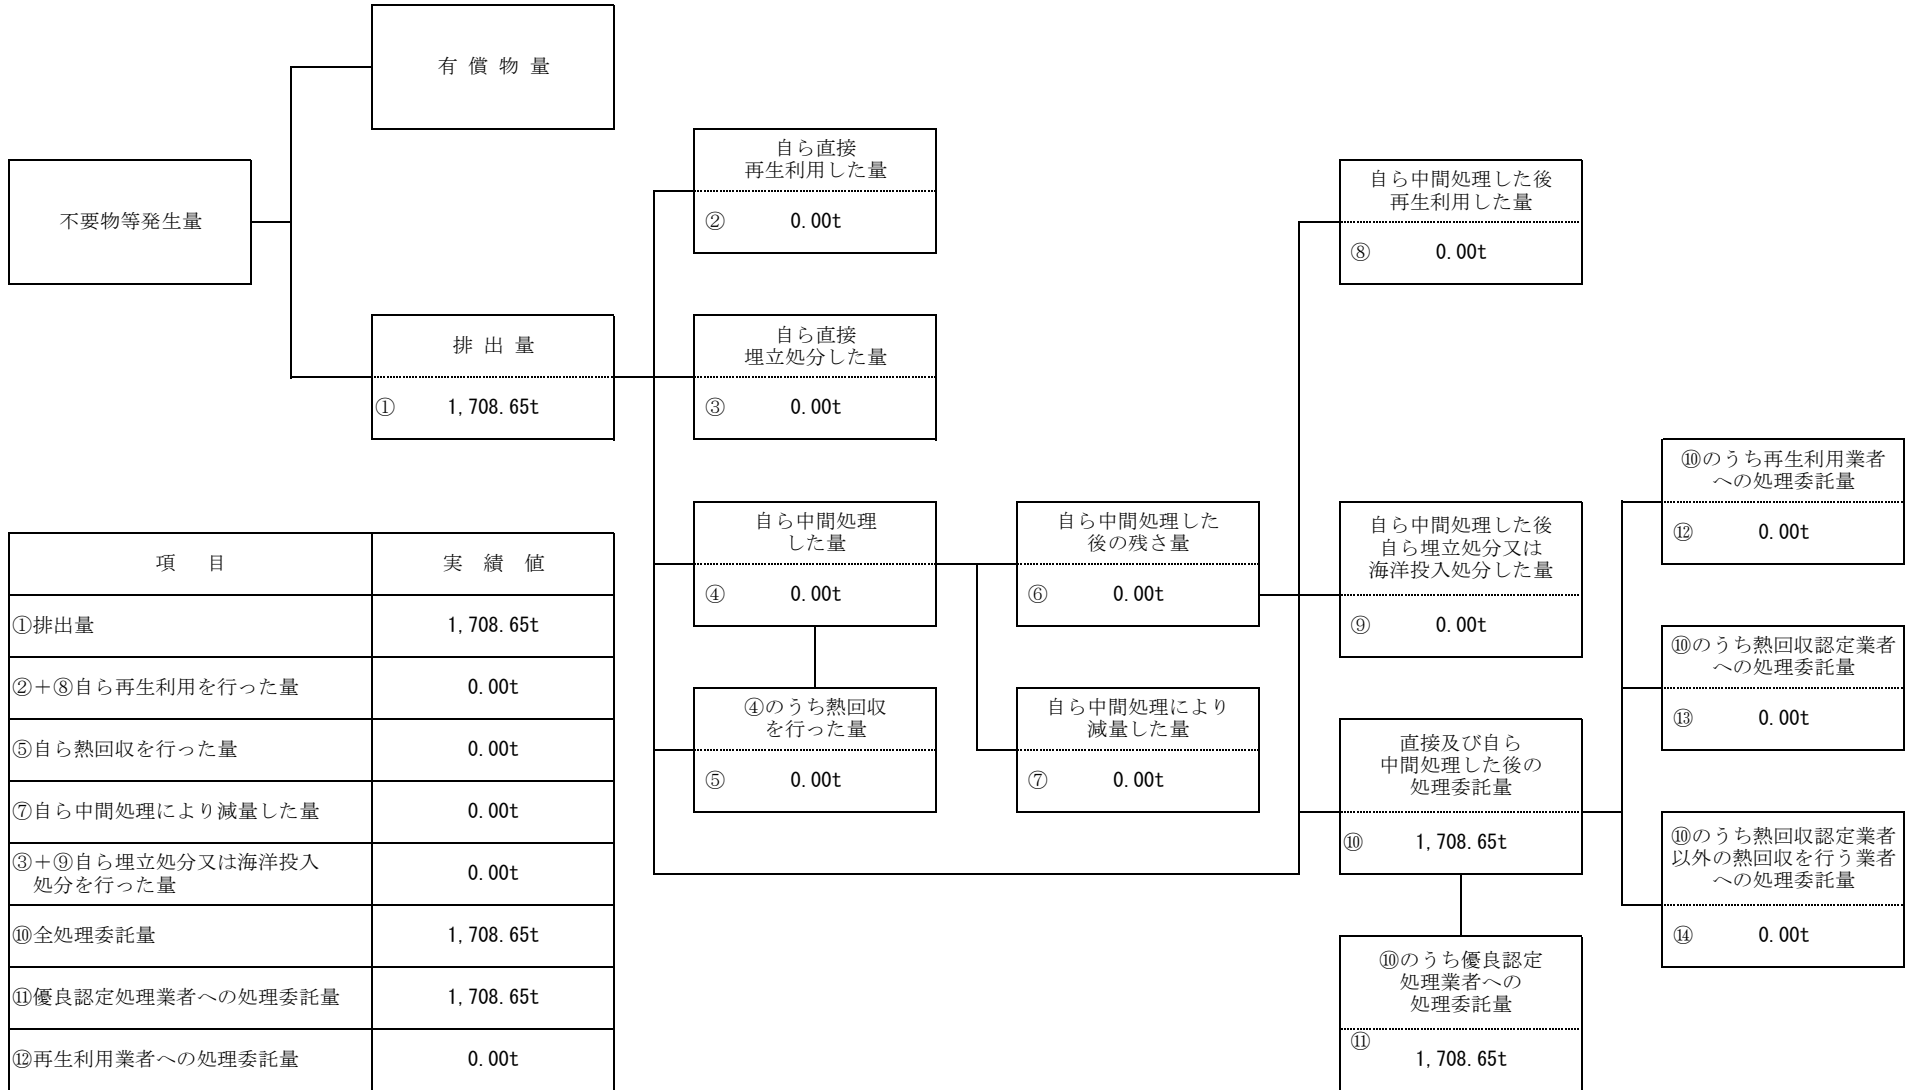 有 償 物 量
不要物等発生量
排 出 量
① 1,708.65t
自ら直接
再生利用した量
② 0.00t
自ら直接
埋立処分した量
③ 0.00t
自ら中間処理
した量
④ 0.00t
④のうち熱回収
を行った量
⑤ 0.00t
自ら中間処理した
後の残さ量
⑥ 0.00t
自ら中間処理により
減量した量
⑦ 0.00t
自ら中間処理した後
再生利用した量
⑧ 0.00t
自ら中間処理した後
自ら埋立処分又は
海洋投入処分した量
⑨ 0.00t
直接及び自ら
中間処理した後の
処理委託量
⑩ 1,708.65t
⑩のうち優良認定
処理業者への
処理委託量
⑪ 1,708.65t
⑩のうち再生利用業者
への処理委託量
⑫ 0.00t
⑩のうち熱回収認定業者
への処理委託量
⑬ 0.00t
⑩のうち熱回収認定業者
以外の熱回収を行う業者
への処理委託量
⑭ 0.00t
項 目 実 績 値
①排出量 1,708.65t
②+⑧自ら再生利用を行った量 0.00t
⑤自ら熱回収を行った量 0.00t
⑦自ら中間処理により減量した量 0.00t
③+⑨自ら埋立処分又は海洋投入
処分を行った量 0.00t
⑩全処理委託量 1,708.65t
⑪優良認定処理業者への処理委託量 1,708.65t
⑫再生利用業者への処理委託量 0.00t